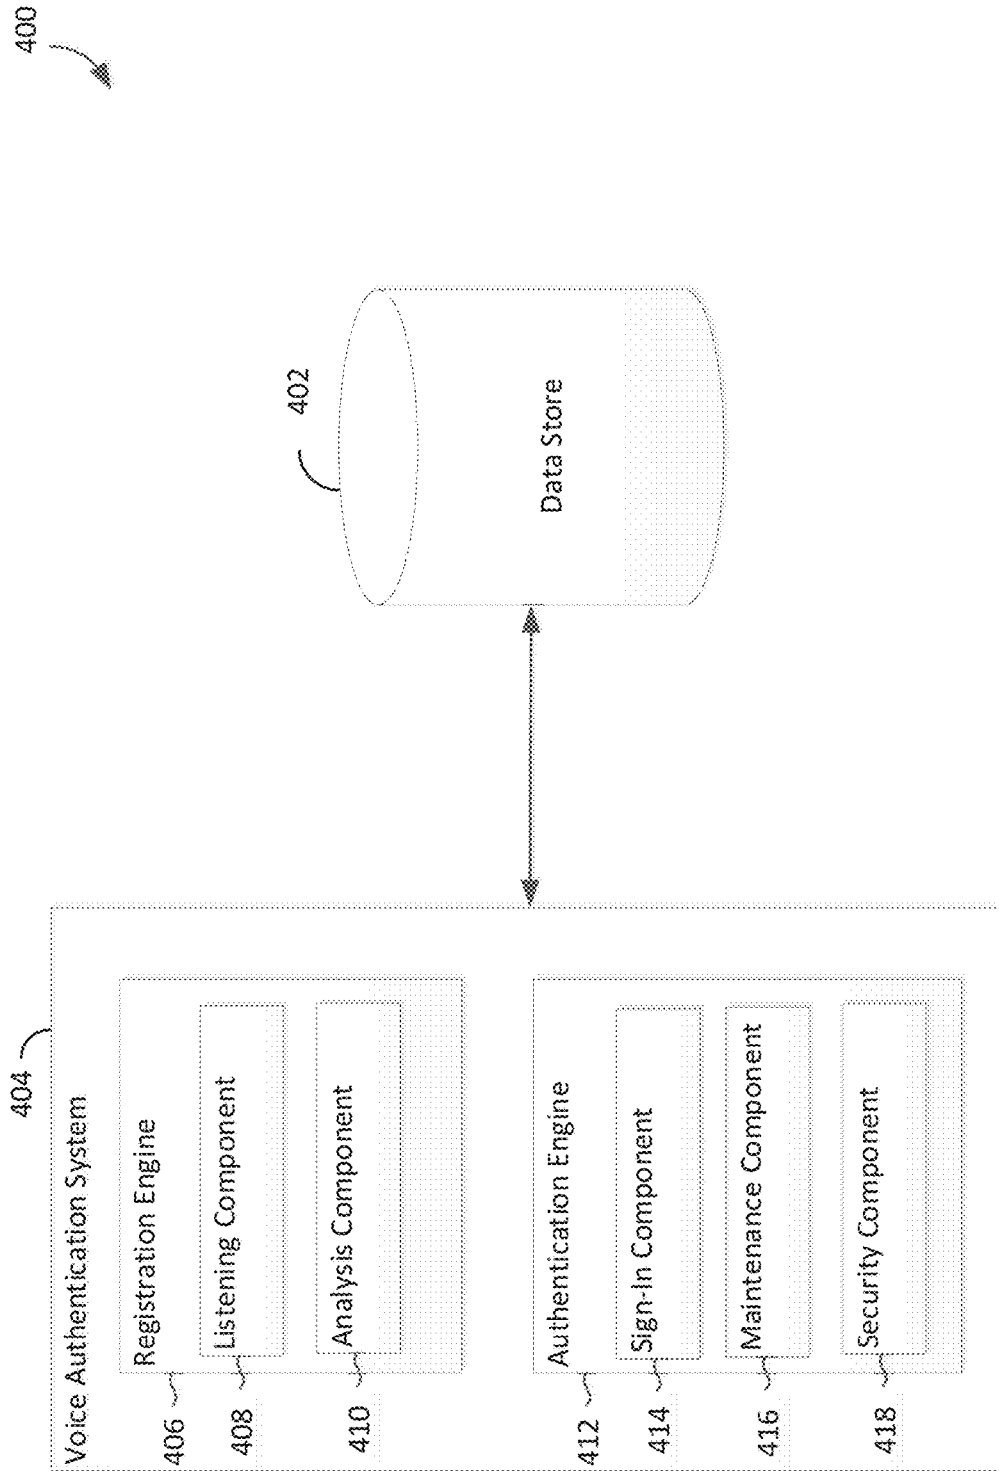 400
404
Voice Authentication System
406
Registration Engine
408
Listening Component
410
Analysis Component
412
Authentication Engine
414
Sign-In Component
416
Maintenance Component
418
Security Component
402
Data Store